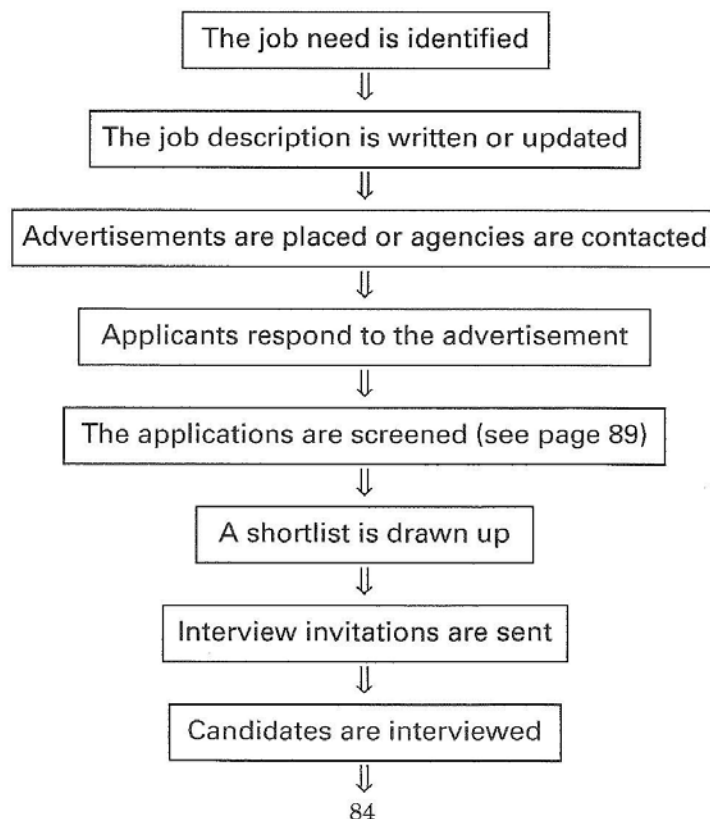 The job need is identified
The job description is written or updated
Advertisements are placed or agencies are contacted
Applicants respond to the advertisement
The applications are screened (see page 89)
A shortlist is drawn up
Interview invitations are sent
Candidates are interviewed
84